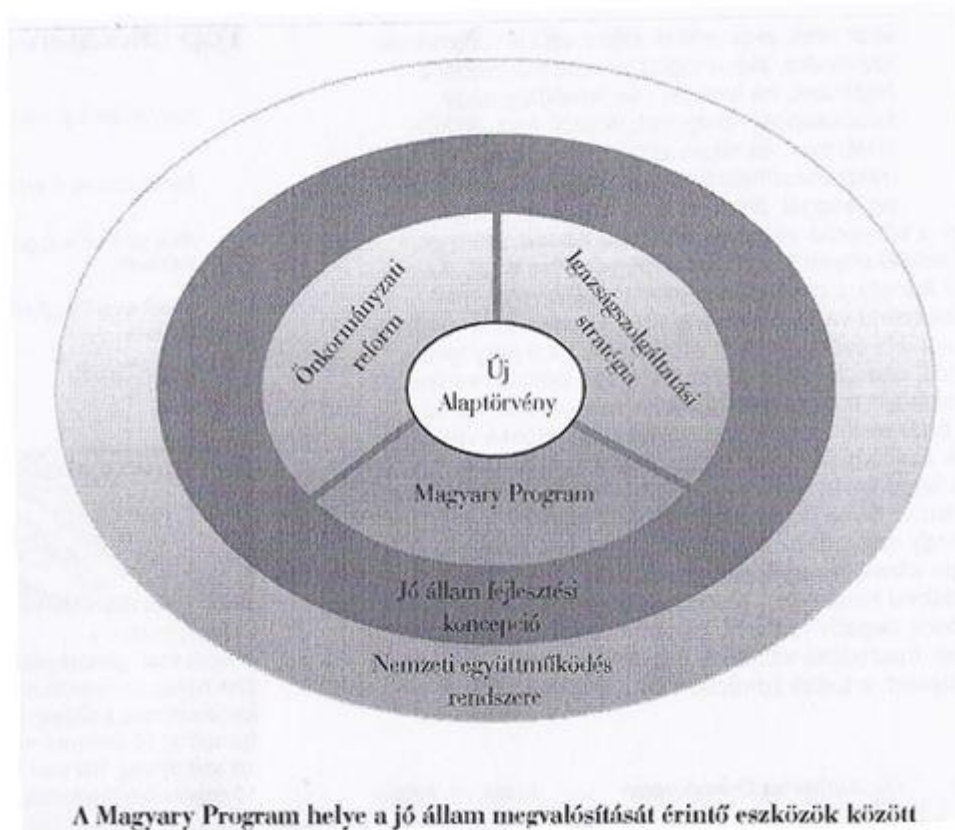 Önkormányzati
reform
Igazságszolgáltatási
stratégia
Új
Alaptörvény
Magyary Program
Jó állam fejlesztési
koncepció
Nemzeti együttműködés
rendszere
A Magyary Program helye a jó állam megvalósítását érintő eszközök között